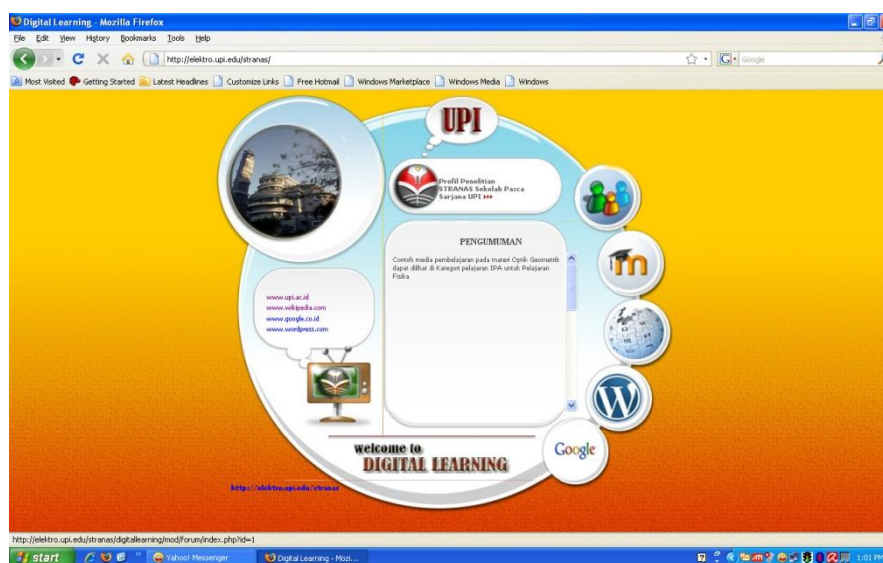 Digital Learning - Mozilla Firefox
File Edit View History Bookmarks Tools Help
http://elektro.upi.edu/stranas/
Google
Most Visited Getting Started Latest Headlines Customize Links Free Hotmail Windows Marketplace Windows Media Windows
UPI
Profil Penelitian
STRANAS Sekolah Pasca
Sarjana UPI
PENGUMUMAN
Contoh media pembelajaran pada materi Optik Geometrik
dapat dilihat di Kategori pelajaran IPA untuk Pelajaran
Fisika
www.upi.ac.id
www.wikipedia.com
www.google.co.id
www.wordpress.com
m
W
Google
welcome to
DIGITAL LEARNING
http://elektro.upi.edu/stranas
http://elektro.upi.edu/stranas/digitallearning/mod/forum/index.php?id=1
start
Yahoo! Messenger
Digital Learning - Mozi...
1:01 PM